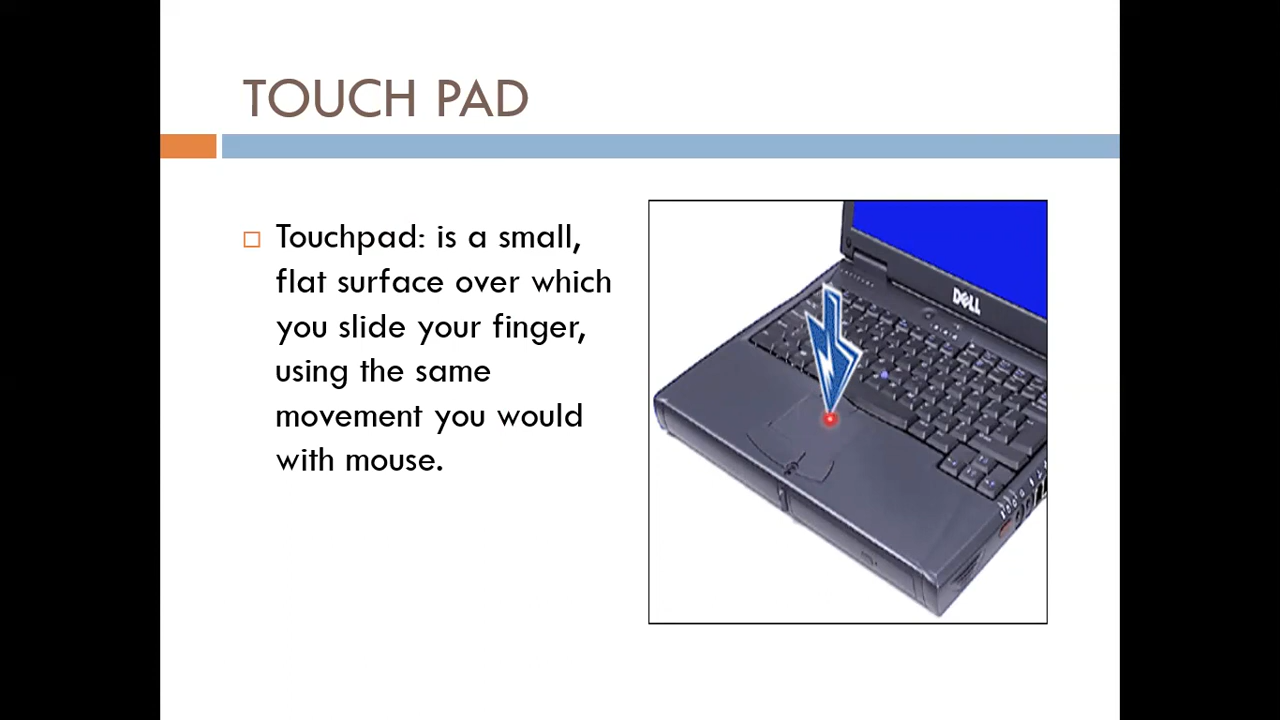 TOUCH PAD
Touchpad: is a small,
flat surface over which
you slide your finger,
using the same
movement you would
with mouse.
DELL